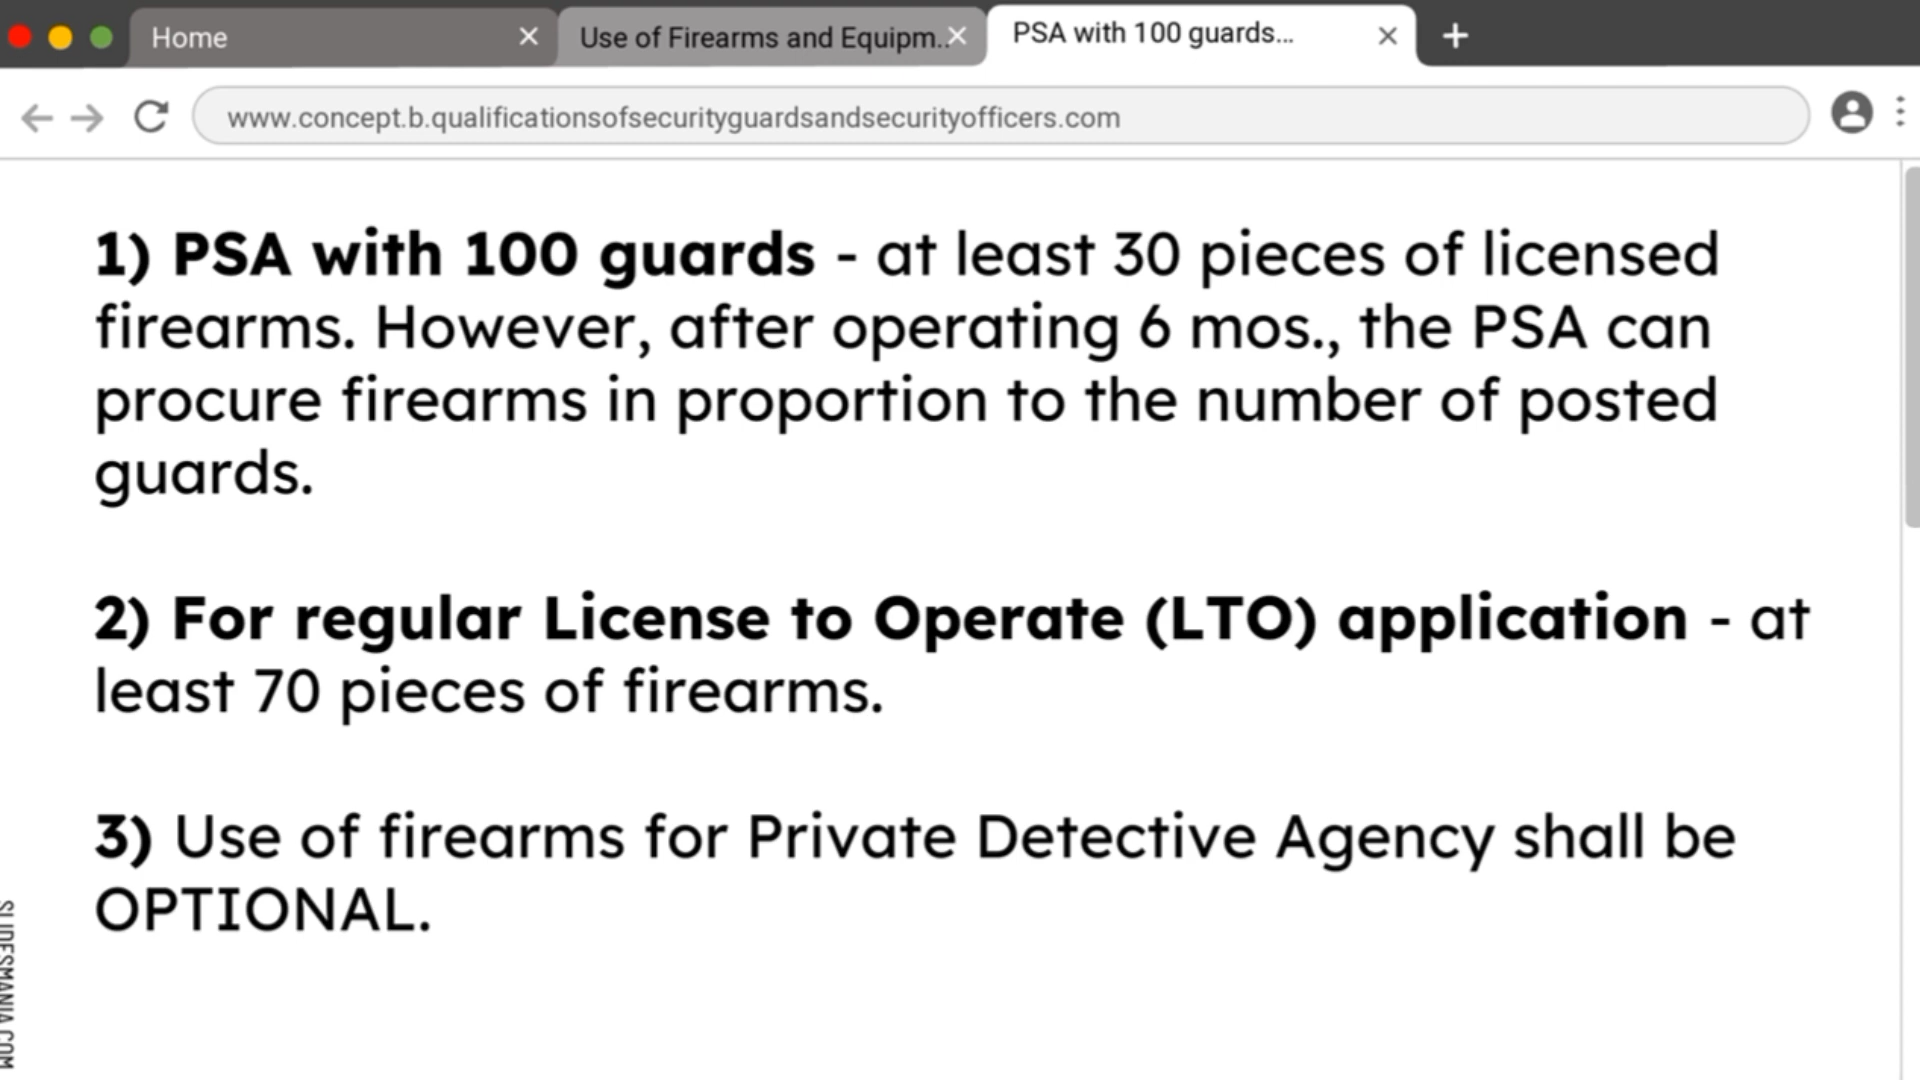 Home
Use of Firearms and Equipm..
PSA with 100 guards...
www.concept.b.qualificationsofsecurityguardsandsecurityofficers.com
1) PSA with 100 guards - at least 30 pieces of licensed
firearms. However, after operating 6 mos., the PSA can
procure firearms in proportion to the number of posted
guards.
2) For regular License to Operate (LTO) application - at
least 70 pieces of firearms.
3) Use of firearms for Private Detective Agency shall be
OPTIONAL.
SLIDESMANIA.COM